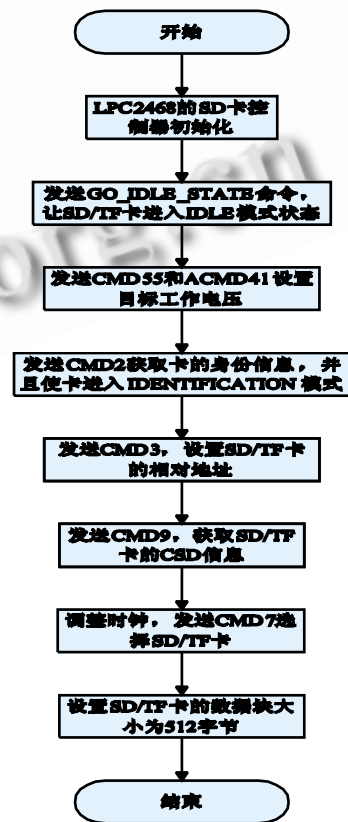 开始
LPC2468的SD卡控
制器初始化
发送GO_IDLE_STATE命令，
让SD/TF卡进入IDLE模式状态
发送CMD55和ACMD41设置
目标工作电压
发送CMD2获取卡的身份信息，并
且使卡进入IDENTIFICATION 模式
发送CMD3，设置SD/TF卡
的相对地址
发送CMD9，获取SD/TF
卡的CSD信息
调整时钟，发送CMD7选
择SD/TF卡
设置SD/TF卡的数据块大
小为512字节
结束